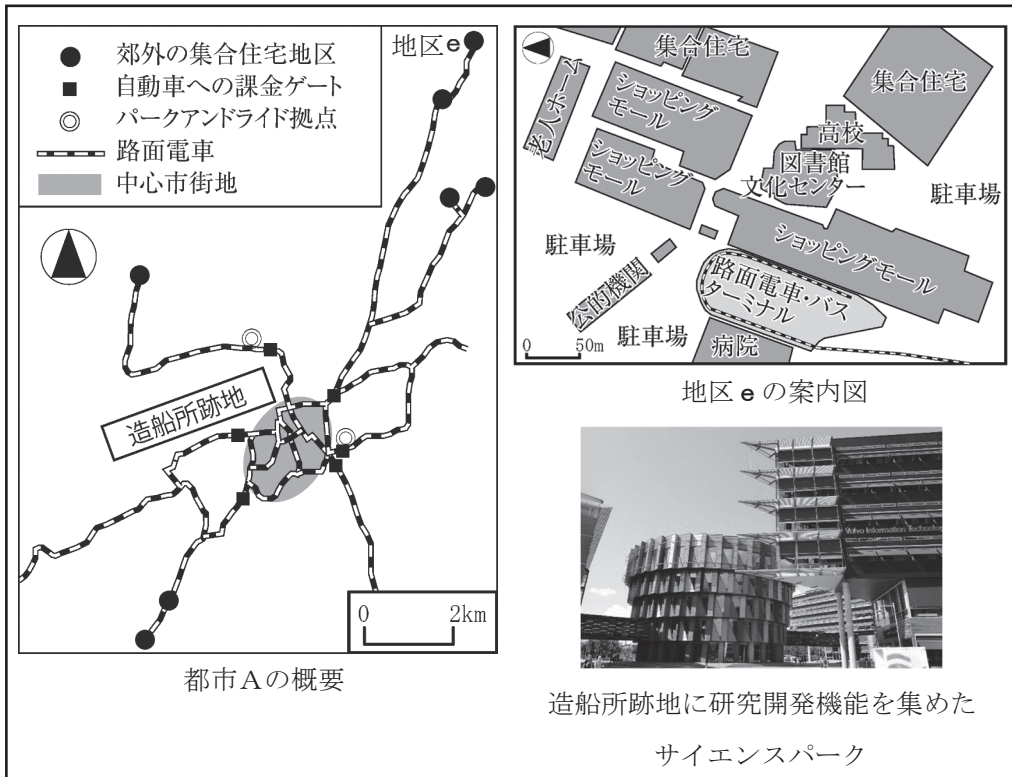 郊外の集合住宅地区
自動車への課金ゲート
パークアンドライド拠点
路面電車
中心市街地
地区e
造船所跡地
0 2km
都市Aの概要
集合住宅
集合住宅
老人ホーム
ショッピング
モール
高校
ショッピング
モール
図書館
文化センター
駐車場
駐車場
ショッピングモール
公的機関
路面電車・バス
ターミナル
駐車場
病院
0 50m
地区eの案内図
Volvo Information Technology
造船所跡地に研究開発機能を集めた
サイエンスパーク